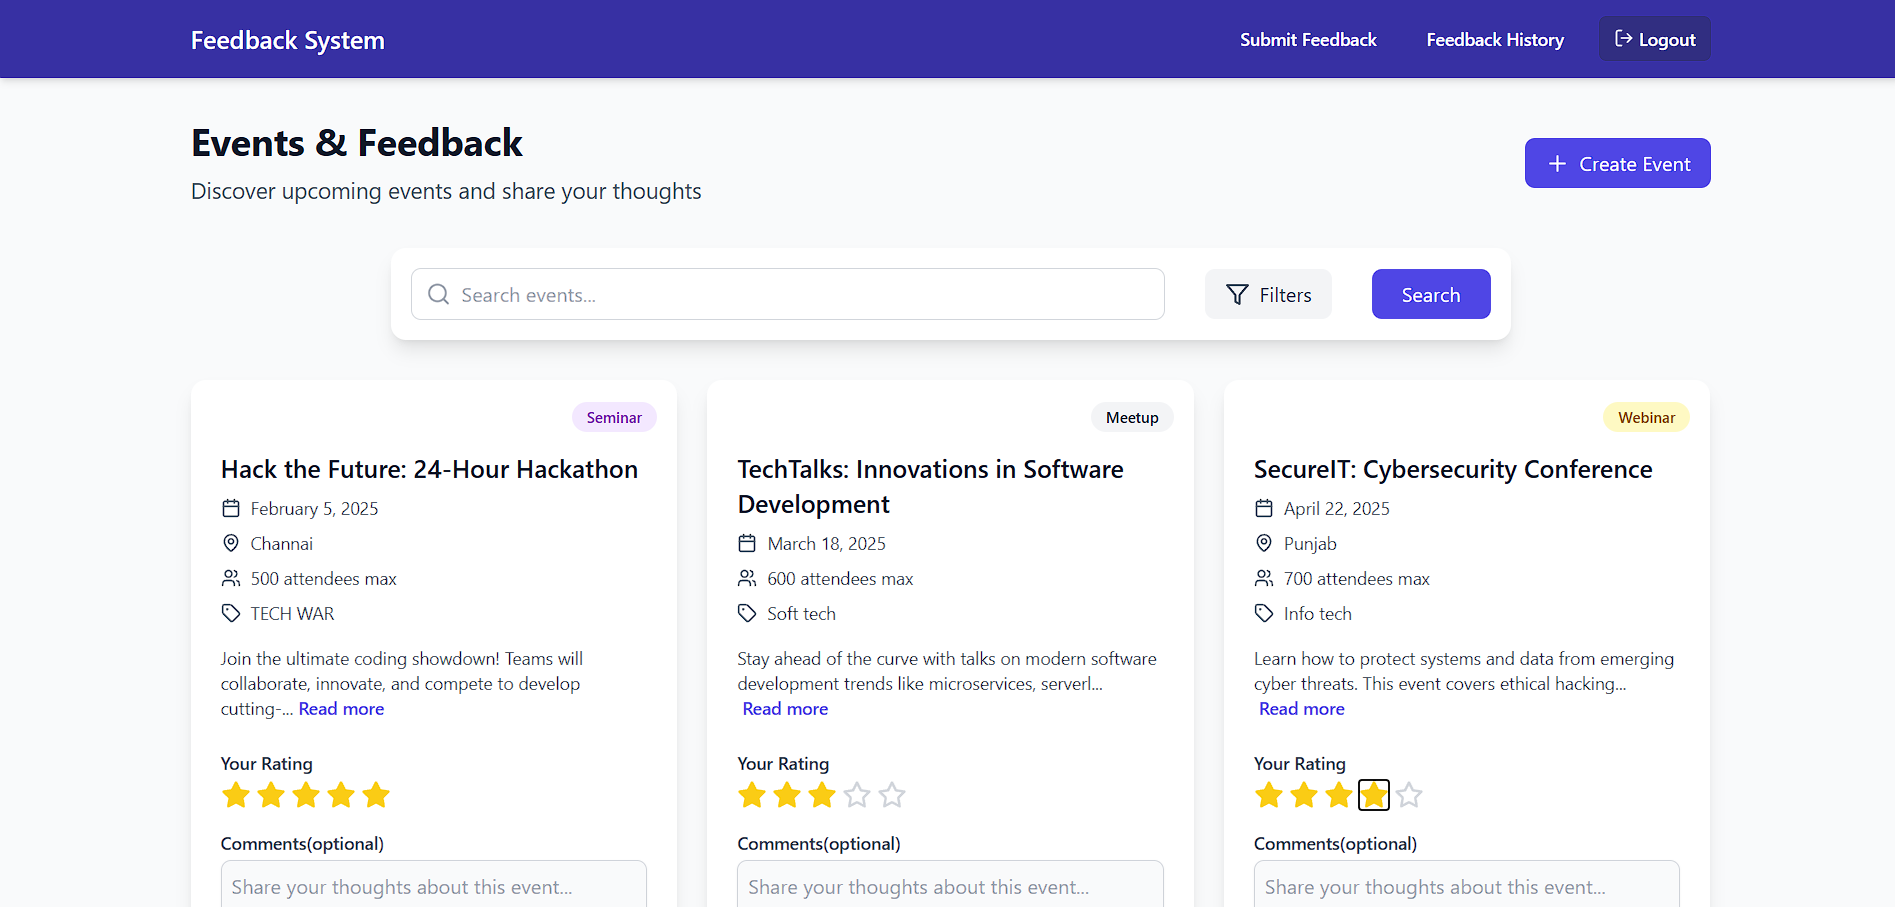 Feedback System
Submit Feedback
Feedback History
Logout
Events & Feedback
Discover upcoming events and share your thoughts
Create Event
Search events...
Filters
Search
Seminar
Hack the Future: 24-Hour Hackathon
February 5, 2025
Channai
500 attendees max
TECH WAR
Join the ultimate coding showdown! Teams will
collaborate, innovate, and compete to develop
cutting-... Read more
Your Rating
Comments(optional)
Share your thoughts about this event...
Meetup
TechTalks: Innovations in Software
Development
March 18, 2025
600 attendees max
Soft tech
Stay ahead of the curve with talks on modern software
development trends like microservices, serverl...
Read more
Your Rating
Comments(optional)
Share your thoughts about this event...
Webinar
SecureIT: Cybersecurity Conference
April 22, 2025
Punjab
700 attendees max
Info tech
Learn how to protect systems and data from emerging
cyber threats. This event covers ethical hacking...
Read more
Your Rating
Comments(optional)
Share your thoughts about this event...